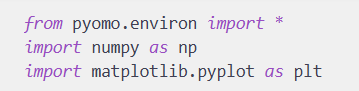 from pyomo.environ import *
import numpy as np
import matplotlib.pyplot as plt